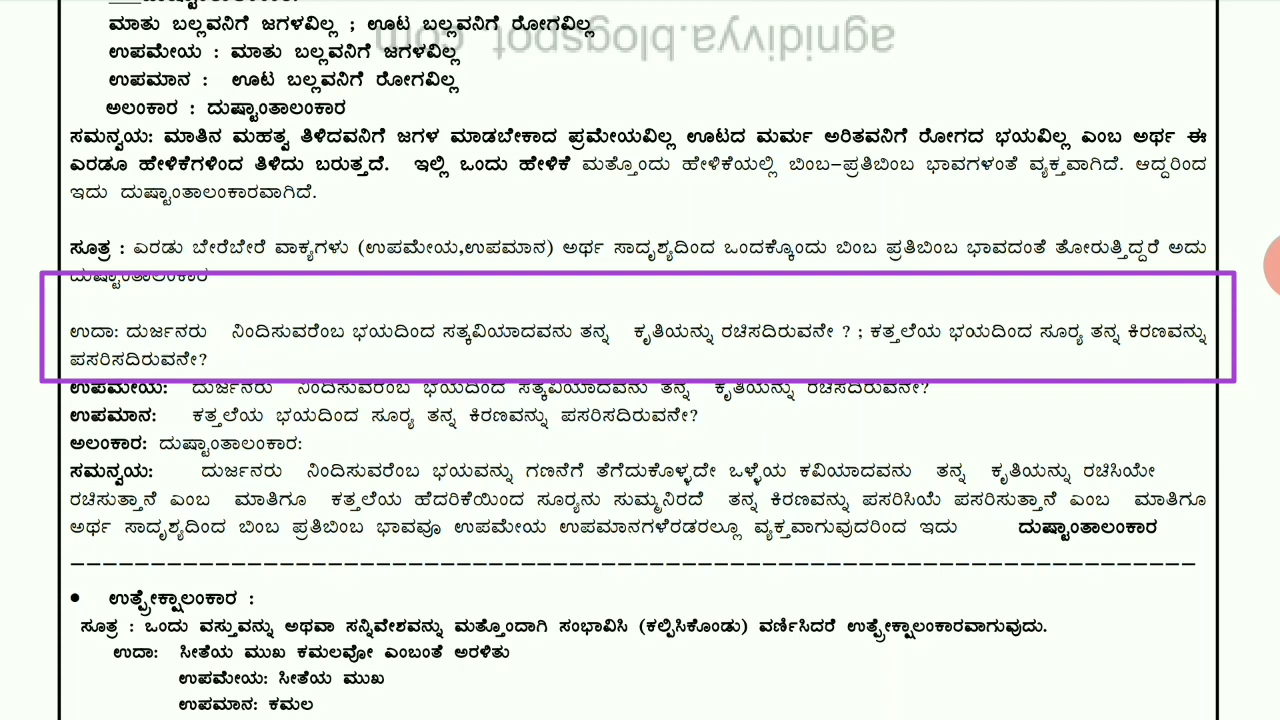 ಮಾತು ಬಲ್ಲವನಿಗೆ ಜಗಳವಿಲ್ಲ ; ಊಟ ಬಲ್ಲವನಿಗೆ ರೋಗವಿಲ್ಲ
agnidivya.blogspot.com
ಉಪಮೇಯ : ಮಾತು ಬಲ್ಲವನಿಗೆ ಜಗಳವಿಲ್ಲ
ಉಪಮಾನ : ಊಟ ಬಲ್ಲವನಿಗೆ ರೋಗವಿಲ್ಲ
ಅಲಂಕಾರ : ದುಷ್ಟಾಂತಾಲಂಕಾರ
ಸಮನ್ವಯ: ಮಾತಿನ ಮಹತ್ವ ತಿಳಿದವನಿಗೆ ಜಗಳ ಮಾಡಬೇಕಾದ ಪ್ರಮೇಯವಿಲ್ಲ ಊಟದ ಮರ್ಮ ಅರಿತವನಿಗೆ ರೋಗದ ಭಯವಿಲ್ಲ ಎಂಬ ಅರ್ಥ ಈ
ಎರಡೂ ಹೇಳಿಕೆಗಳಿಂದ ತಿಳಿದು ಬರುತ್ತದೆ. ಇಲ್ಲಿ ಒಂದು ಹೇಳಿಕೆ ಮತ್ತೊಂದು ಹೇಳಿಕೆಯಲ್ಲಿ ಬಿಂಬ-ಪ್ರತಿಬಿಂಬ ಭಾವಗಳಂತೆ ವ್ಯಕ್ತವಾಗಿದೆ. ಆದ್ದರಿಂದ
ಇದು ದುಷ್ಟಾಂತಾಲಂಕಾರವಾಗಿದೆ.
ಸೂತ್ರ : ಎರಡು ಬೇರೆಬೇರೆ ವಾಕ್ಯಗಳು (ಉಪಮೇಯ,ಉಪಮಾನ) ಅರ್ಥ ಸಾದೃಶ್ಯದಿಂದ ಒಂದಕ್ಕೊಂದು ಬಿಂಬ ಪ್ರತಿಬಿಂಬ ಭಾವದಂತೆ ತೋರುತ್ತಿದ್ದರೆ ಅದು
ದುಷ್ಟಾಂತಾಲಂಕಾರ
ಉದಾ: ದುರ್ಜನರು ನಿಂದಿಸುವರೆಂಬ ಭಯದಿಂದ ಸತ್ಕವಿಯಾದವನು ತನ್ನ ಕೃತಿಯನ್ನು ರಚಿಸದಿರುವನೇ ? ; ಕತ್ತಲೆಯ ಭಯದಿಂದ ಸೂರ‍್ಯ ತನ್ನ ಕಿರಣವನ್ನು
ಪಸರಿಸದಿರುವನೇ?
ಉಪಮೇಯ: ದುರ್ಜನರು ನಿಂದಿಸುವರೆಂಬ ಭಯದಿಂದ ಸತ್ಕವಿಯಾದವನು ತನ್ನ ಕೃತಿಯನ್ನು ರಚಿಸದಿರುವನೇ?
ಉಪಮಾನ: ಕತ್ತಲೆಯ ಭಯದಿಂದ ಸೂರ‍್ಯ ತನ್ನ ಕಿರಣವನ್ನು ಪಸರಿಸದಿರುವನೇ?
ಅಲಂಕಾರ: ದುಷ್ಟಾಂತಾಲಂಕಾರ:
ಸಮನ್ವಯ: ದುರ್ಜನರು ನಿಂದಿಸುವರೆಂಬ ಭಯವನ್ನು ಗಣನೆಗೆ ತೆಗೆದುಕೊಳ್ಳದೇ ಒಳ್ಳೆಯ ಕವಿಯಾದವನು ತನ್ನ ಕೃತಿಯನ್ನು ರಚಿಸಿಯೇ
ರಚಿಸುತ್ತಾನೆ ಎಂಬ ಮಾತಿಗೂ ಕತ್ತಲೆಯ ಹೆದರಿಕೆಯಿಂದ ಸೂರ‍್ಯನು ಸುಮ್ಮನಿರದೆ ತನ್ನ ಕಿರಣವನ್ನು ಪಸರಿಸಿಯೆ ಪಸರಿಸುತ್ತಾನೆ ಎಂಬ ಮಾತಿಗೂ
ಅರ್ಥ ಸಾದೃಶ್ಯದಿಂದ ಬಿಂಬ ಪ್ರತಿಬಿಂಬ ಭಾವವೂ ಉಪಮೇಯ ಉಪಮಾನಗಳೆರಡರಲ್ಲೂ ವ್ಯಕ್ತವಾಗುವುದರಿಂದ ಇದು ದುಷ್ಟಾಂತಾಲಂಕಾರ
• ಉತ್ಪ್ರೇಕ್ಷಾಲಂಕಾರ :
ಸೂತ್ರ : ಒಂದು ವಸ್ತುವನ್ನು ಅಥವಾ ಸನ್ನಿವೇಶವನ್ನು ಮತ್ತೊಂದಾಗಿ ಸಂಭಾವಿಸಿ (ಕಲ್ಪಿಸಿಕೊಂಡು) ವರ್ಣಿಸಿದರೆ ಉತ್ಪ್ರೇಕ್ಷಾಲಂಕಾರವಾಗುವುದು.
ಉದಾ: ಸೀತೆಯ ಮುಖ ಕಮಲವೋ ಎಂಬಂತೆ ಅರಳಿತು
ಉಪಮೇಯ: ಸೀತೆಯ ಮುಖ
ಉಪಮಾನ: ಕಮಲ